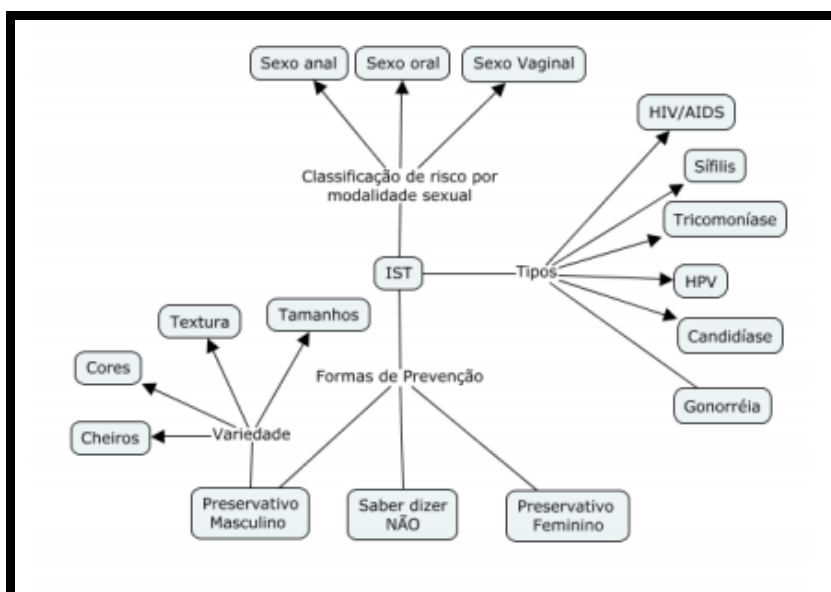 Sexo anal
Sexo oral
Sexo Vaginal
HIV/AIDS
Classificação de risco por
modalidade sexual
Sífilis
Tricomoníase
IST
Tipos
HPV
Textura
Tamanhos
Candidíase
Cores
Formas de Prevenção
Gonorréia
Cheiros
Variedade
Preservativo
Masculino
Saber dizer
NÃO
Preservativo
Feminino